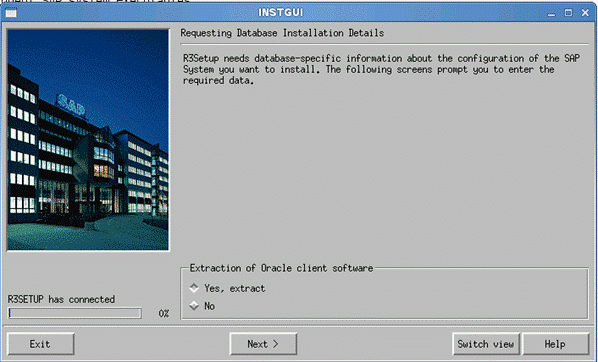 INSTGUI
Requesting Database Installation Details
R3Setup needs database-specific information about the configuration of the SAP
System you want to install. The following screens prompt you to enter the
required data.
SAP
Extraction of Oracle client software
Yes, extract
No
R3SETUP has connected
0%
Exit
Next >
Switch view
Help